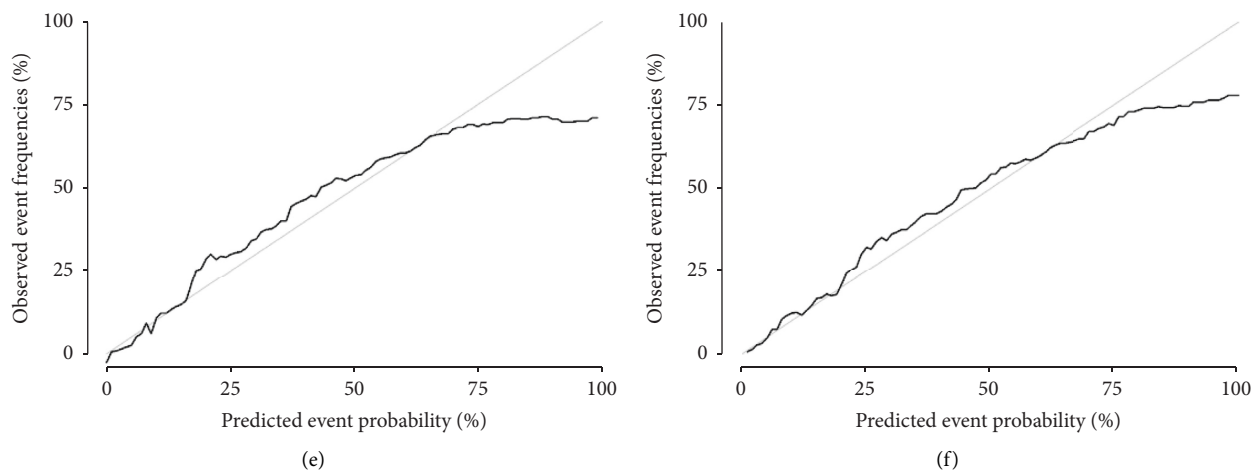 100
75
50
25
0
Observed event frequencies (%)
0 25 50 75 100
Predicted event probability (%)
(e)
100
75
50
25
0
Observed event frequencies (%)
0 25 50 75 100
Predicted event probability (%)
(f)